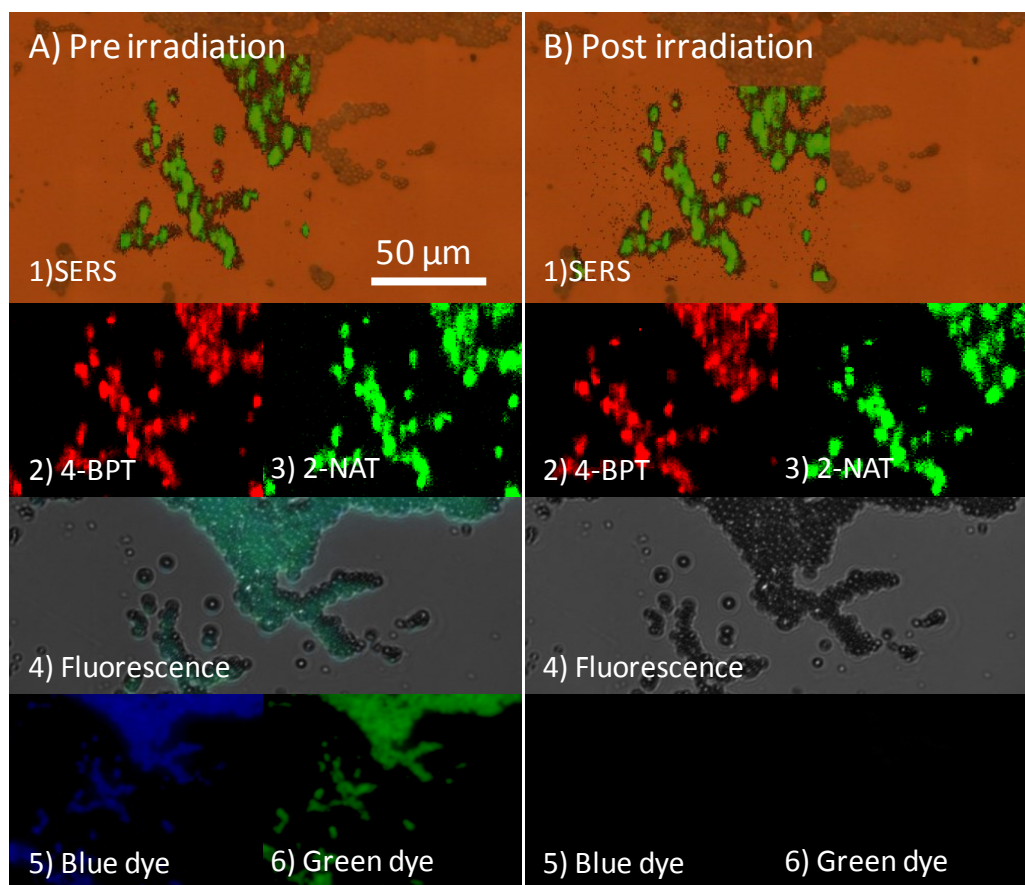 A) Pre irradiation
1)SERS
50 µm
2) 4-BPT
3) 2-NAT
4) Fluorescence
5) Blue dye
6) Green dye
B) Post irradiation
1)SERS
2) 4-BPT
3) 2-NAT
4) Fluorescence
5) Blue dye
6) Green dye